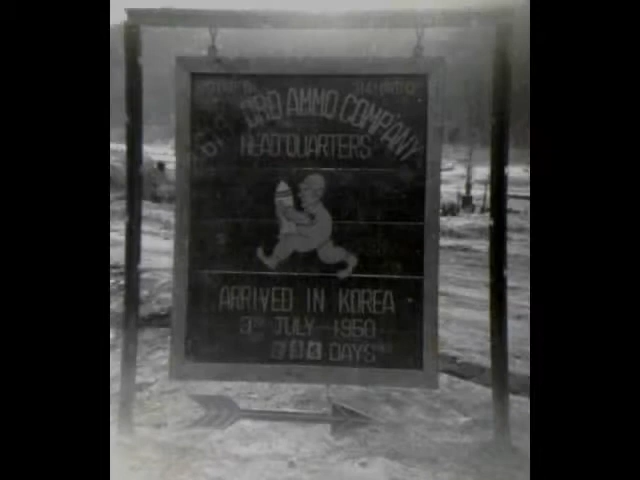 ORD AMMO COMPANY
HEADQUARTERS
ARRIVED IN KOREA
3RD JULY 1950
DAYS